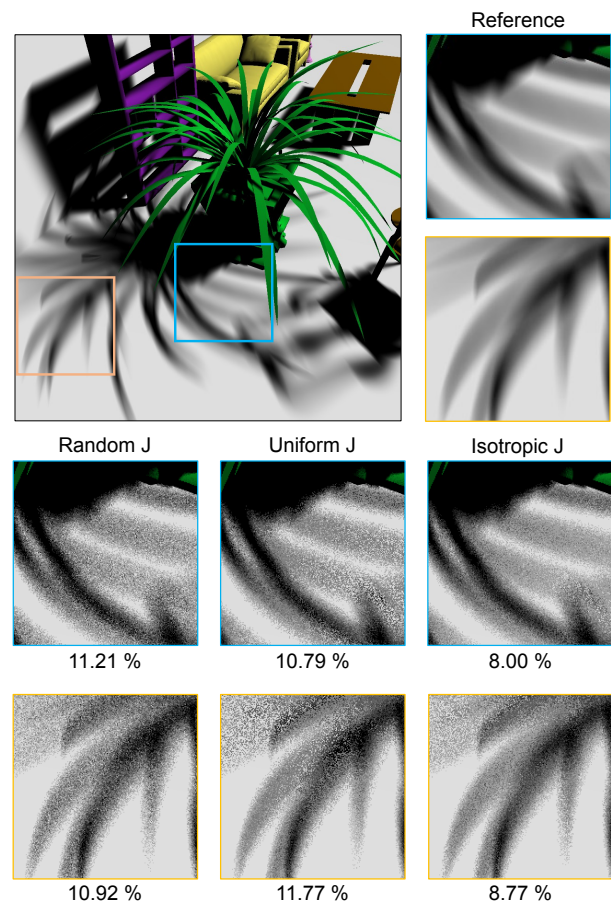 Reference
Random J
Uniform J
Isotropic J
11.21 %
10.79 %
8.00 %
10.92 %
11.77 %
8.77 %